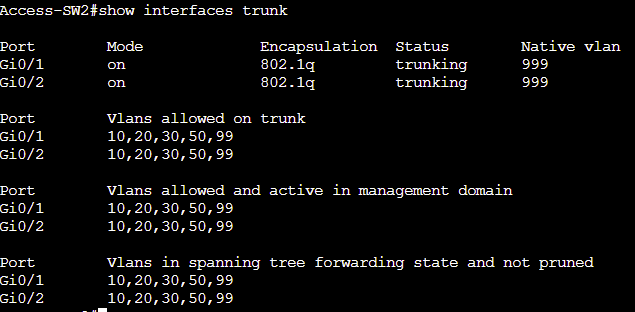 Access-SW2#show interfaces trunk
Port Mode Encapsulation Status Native vlan
Gi0/1 on 802.1q trunking 999
Gi0/2 on 802.1q trunking 999
Port Vlans allowed on trunk
Gi0/1 10,20,30,50,99
Gi0/2 10,20,30,50,99
Port Vlans allowed and active in management domain
Gi0/1 10,20,30,50,99
Gi0/2 10,20,30,50,99
Port Vlans in spanning tree forwarding state and not pruned
Gi0/1 10,20,30,50,99
Gi0/2 10,20,30,50,99